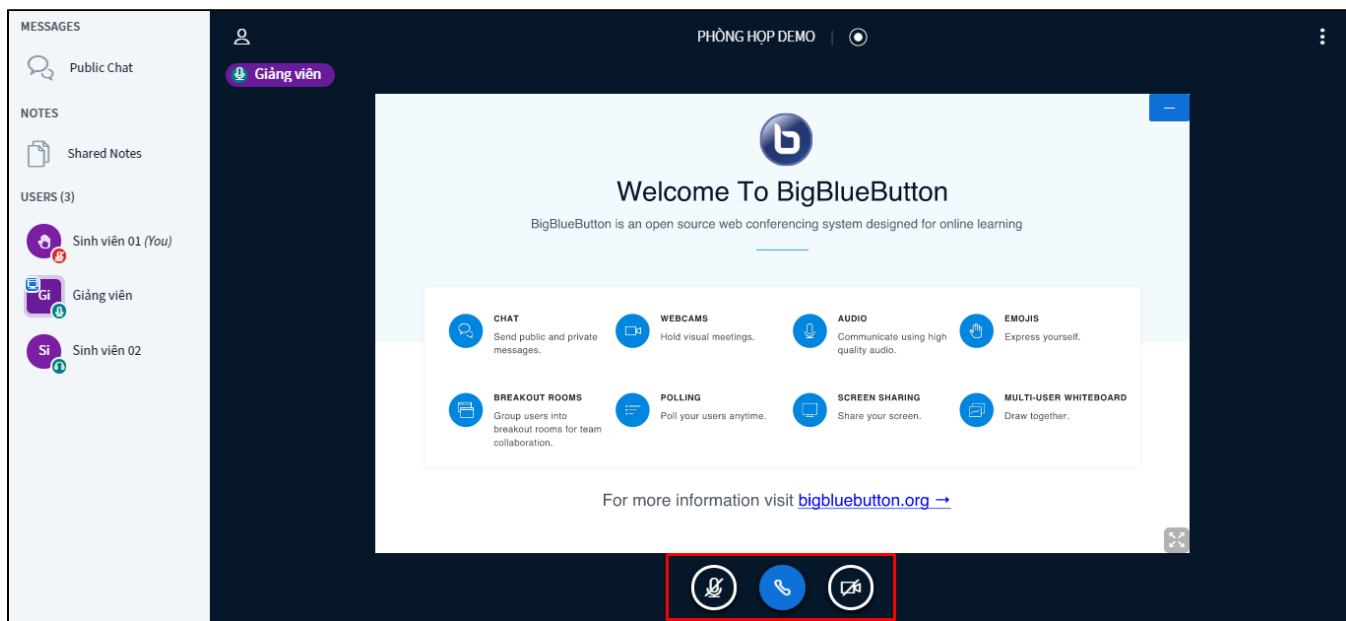 MESSAGES
Public Chat
NOTES
Shared Notes
USERS (3)
Sinh viên 01 (You)
Gi
Giảng viên
Si
Sinh viên 02
PHÒNG HỌP DEMO
Giảng viên
b
Welcome To BigBlueButton
BigBlueButton is an open source web conferencing system designed for online learning
CHAT
Send public and private
messages.
WEBCAMS
Hold visual meetings.
AUDIO
Communicate using high
quality audio.
EMOJIS
Express yourself.
BREAKOUT ROOMS
Group users into
breakout rooms for team
collaboration.
POLLING
Poll your users anytime.
SCREEN SHARING
Share your screen.
MULTI-USER WHITEBOARD
Draw together.
For more information visit bigbluebutton.org →